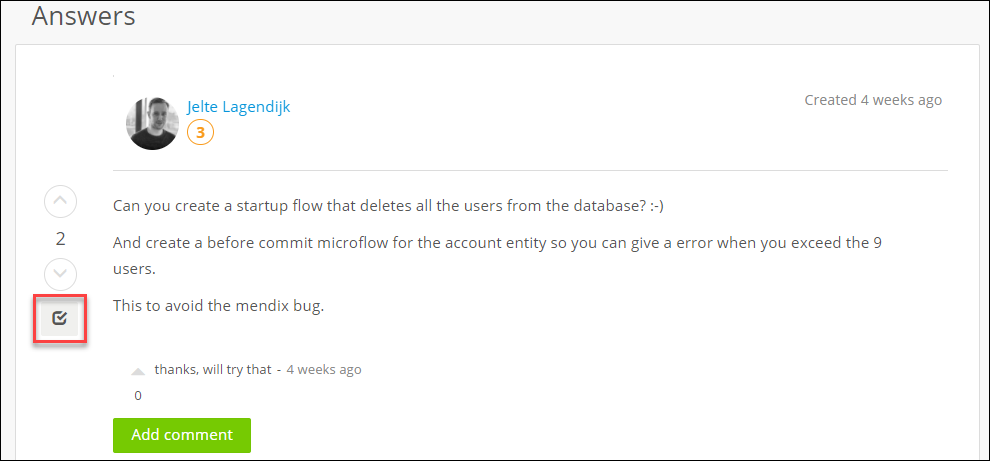 Answers
Jelte Lagendijk
Created 4 weeks ago
3
Can you create a startup flow that deletes all the users from the database? :-)
2
And create a before commit microflow for the account entity so you can give a error when you exceed the 9
users.
This to avoid the mendix bug.
thanks, will try that - 4 weeks ago
0
Add comment